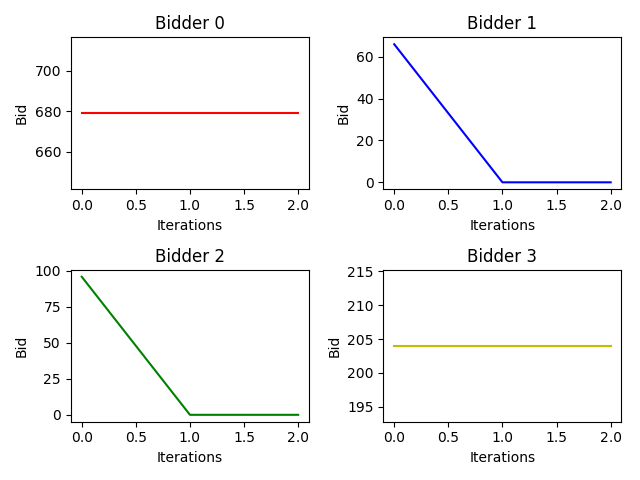 Bidder 0
Bid
700
680
660
0.0 0.5 1.0 1.5 2.0
Iterations
Bidder 1
Bid
60
40
20
0
0.0 0.5 1.0 1.5 2.0
Iterations
Bidder 2
Bid
100
75
50
25
0
0.0 0.5 1.0 1.5 2.0
Iterations
Bidder 3
Bid
215
210
205
200
195
0.0 0.5 1.0 1.5 2.0
Iterations